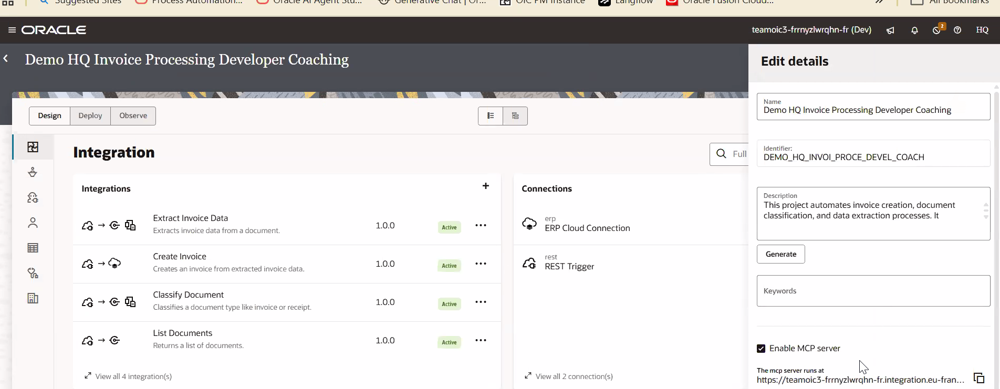 Suggested Sites
Process Automation...
Oracle AI Agent Stu...
Generative Chat | Or...
OIC PM Instance
Langflow
Oracle Fusion Cloud...
All Bookmarks
ORACLE
teamoic3-frrnyzlwrqhn-fr (Dev)
2
HQ
Demo HQ Invoice Processing Developer Coaching
Design
Deploy
Observe
Integration
Full
Integrations
+
Extract Invoice Data
Extracts invoice data from a document.
1.0.0
Active
Create Invoice
Creates an invoice from extracted invoice data.
1.0.0
Active
Classify Document
Classifies a document type like invoice or receipt.
1.0.0
Active
List Documents
Returns a list of documents.
1.0.0
Active
View all 4 integration(s)
Connections
erp
ERP Cloud Connection
rest
REST Trigger
View all 2 connection(s)
Edit details
Name
Demo HQ Invoice Processing Developer Coaching
Identifier:
DEMO_HQ_INVOI_PROCE_DEVEL_COACH
Description
This project automates invoice creation, document
classification, and data extraction processes. It
Generate
Keywords
Enable MCP server
The mcp server runs at
https://teamoic3-frrnyzlwrqhn-fr.integration.eu-fran...